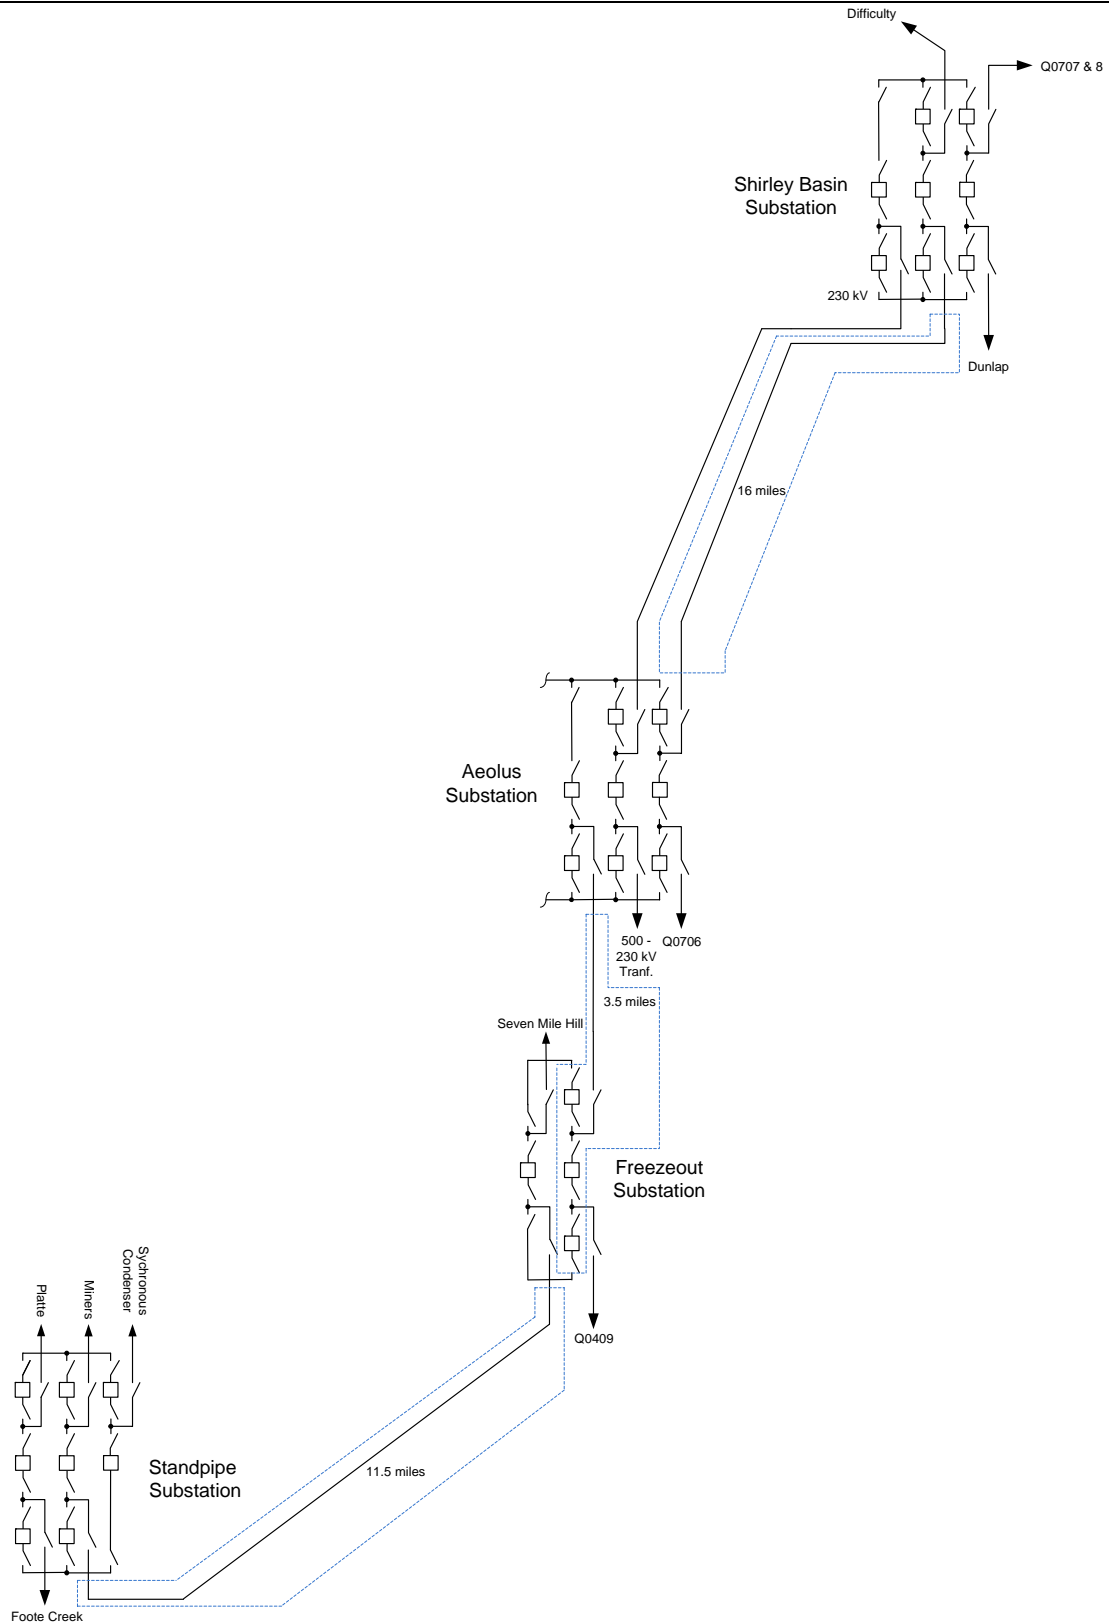 Difficulty
Q0707 & 8
Shirley Basin
Substation
230 kV
Dunlap
16 miles
Aeolus
Substation
500 -
230 kV
Tranf.
Q0706
3.5 miles
Seven Mile Hill
Freezeout
Substation
Q0409
Platte
Miners
Sychronous
Condenser
Standpipe
Substation
11.5 miles
Foote Creek